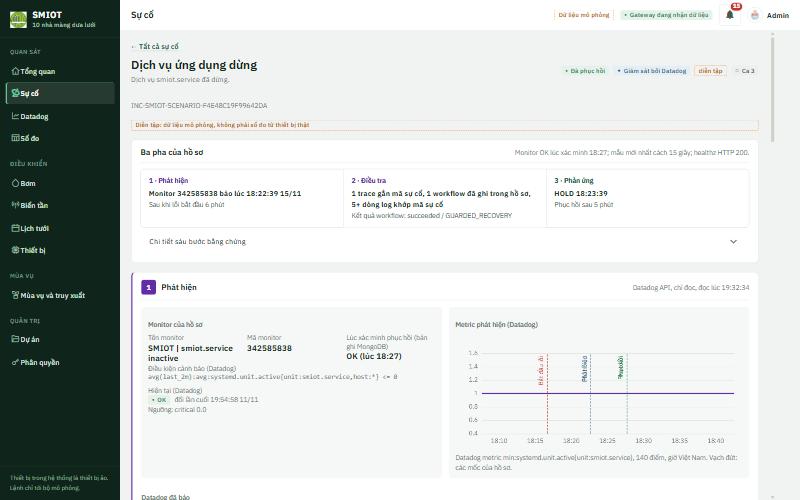 SMIOT
10 nhà màng dưa lưới
QUAN SÁT
Tổng quan
Sự cố
Datadog
Số đo
ĐIỀU KHIỂN
Bơm
Biến tần
Lịch tưới
Thiết bị
MÙA VỤ
Mùa vụ và truy xuất
QUẢN TRỊ
Dự án
Phân quyền
Thiết bị trong hệ thống là thiết bị ảo.
Lệnh chỉ tới bộ mô phỏng.
Sự cố
Dữ liệu mô phỏng
Gateway đang nhận dữ liệu
15
Admin
← Tất cả sự cố
Dịch vụ ứng dụng dừng
Dịch vụ smiot.service đã dừng.
Đã phục hồi
Giám sát bởi Datadog
diễn tập
Ca 3
INC-SMIOT-SCENARIO-F4E48C19F99642DA
Diễn tập: dữ liệu mô phỏng, không phải số đo từ thiết bị thật
Ba pha của hồ sơ
Monitor OK lúc xác minh 18:27; mẫu mới nhất cách 15 giây; healthz HTTP 200.
1 · Phát hiện
Monitor 342585838 báo lúc 18:22:39 15/11
Sau khi lỗi bắt đầu 6 phút
2 · Điều tra
1 trace gắn mã sự cố, 1 workflow đã ghi trong hồ sơ,
5+ dòng log khớp mã sự cố
Kết quả workflow: succeeded / GUARDED_RECOVERY
3 · Phản ứng
HOLD 18:23:39
Phục hồi sau 5 phút
Chi tiết sáu bước bằng chứng
1
Phát hiện
Datadog API, chỉ đọc, đọc lúc 19:32:34
Monitor của hồ sơ
Tên monitor
SMIOT | smiot.service
inactive
Mã monitor
342585838
Lúc xác minh phục hồi (bản
ghi MongoDB)
OK (lúc 18:27)
Điều kiện cảnh báo (Datadog)
avg(last_2m):avg:systemd.unit.active{unit:smiot.service,host:*} <= 0
Hiện tại (Datadog)
OK
đổi lần cuối 19:54:58 11/11
Ngưỡng: critical 0.0
Metric phát hiện (Datadog)
1.6
1.4
1.2
1
0.8
0.6
0.4
Bắt đầu lỗi
Phát hiện
Phục hồi
18:10
18:15
18:20
18:25
18:30
18:35
18:40
Datadog metric min:systemd.unit.active{unit:smiot.service}, 140 điểm, giờ Việt Nam. Vạch đứt:
các mốc của hồ sơ.
Datadog đã báo